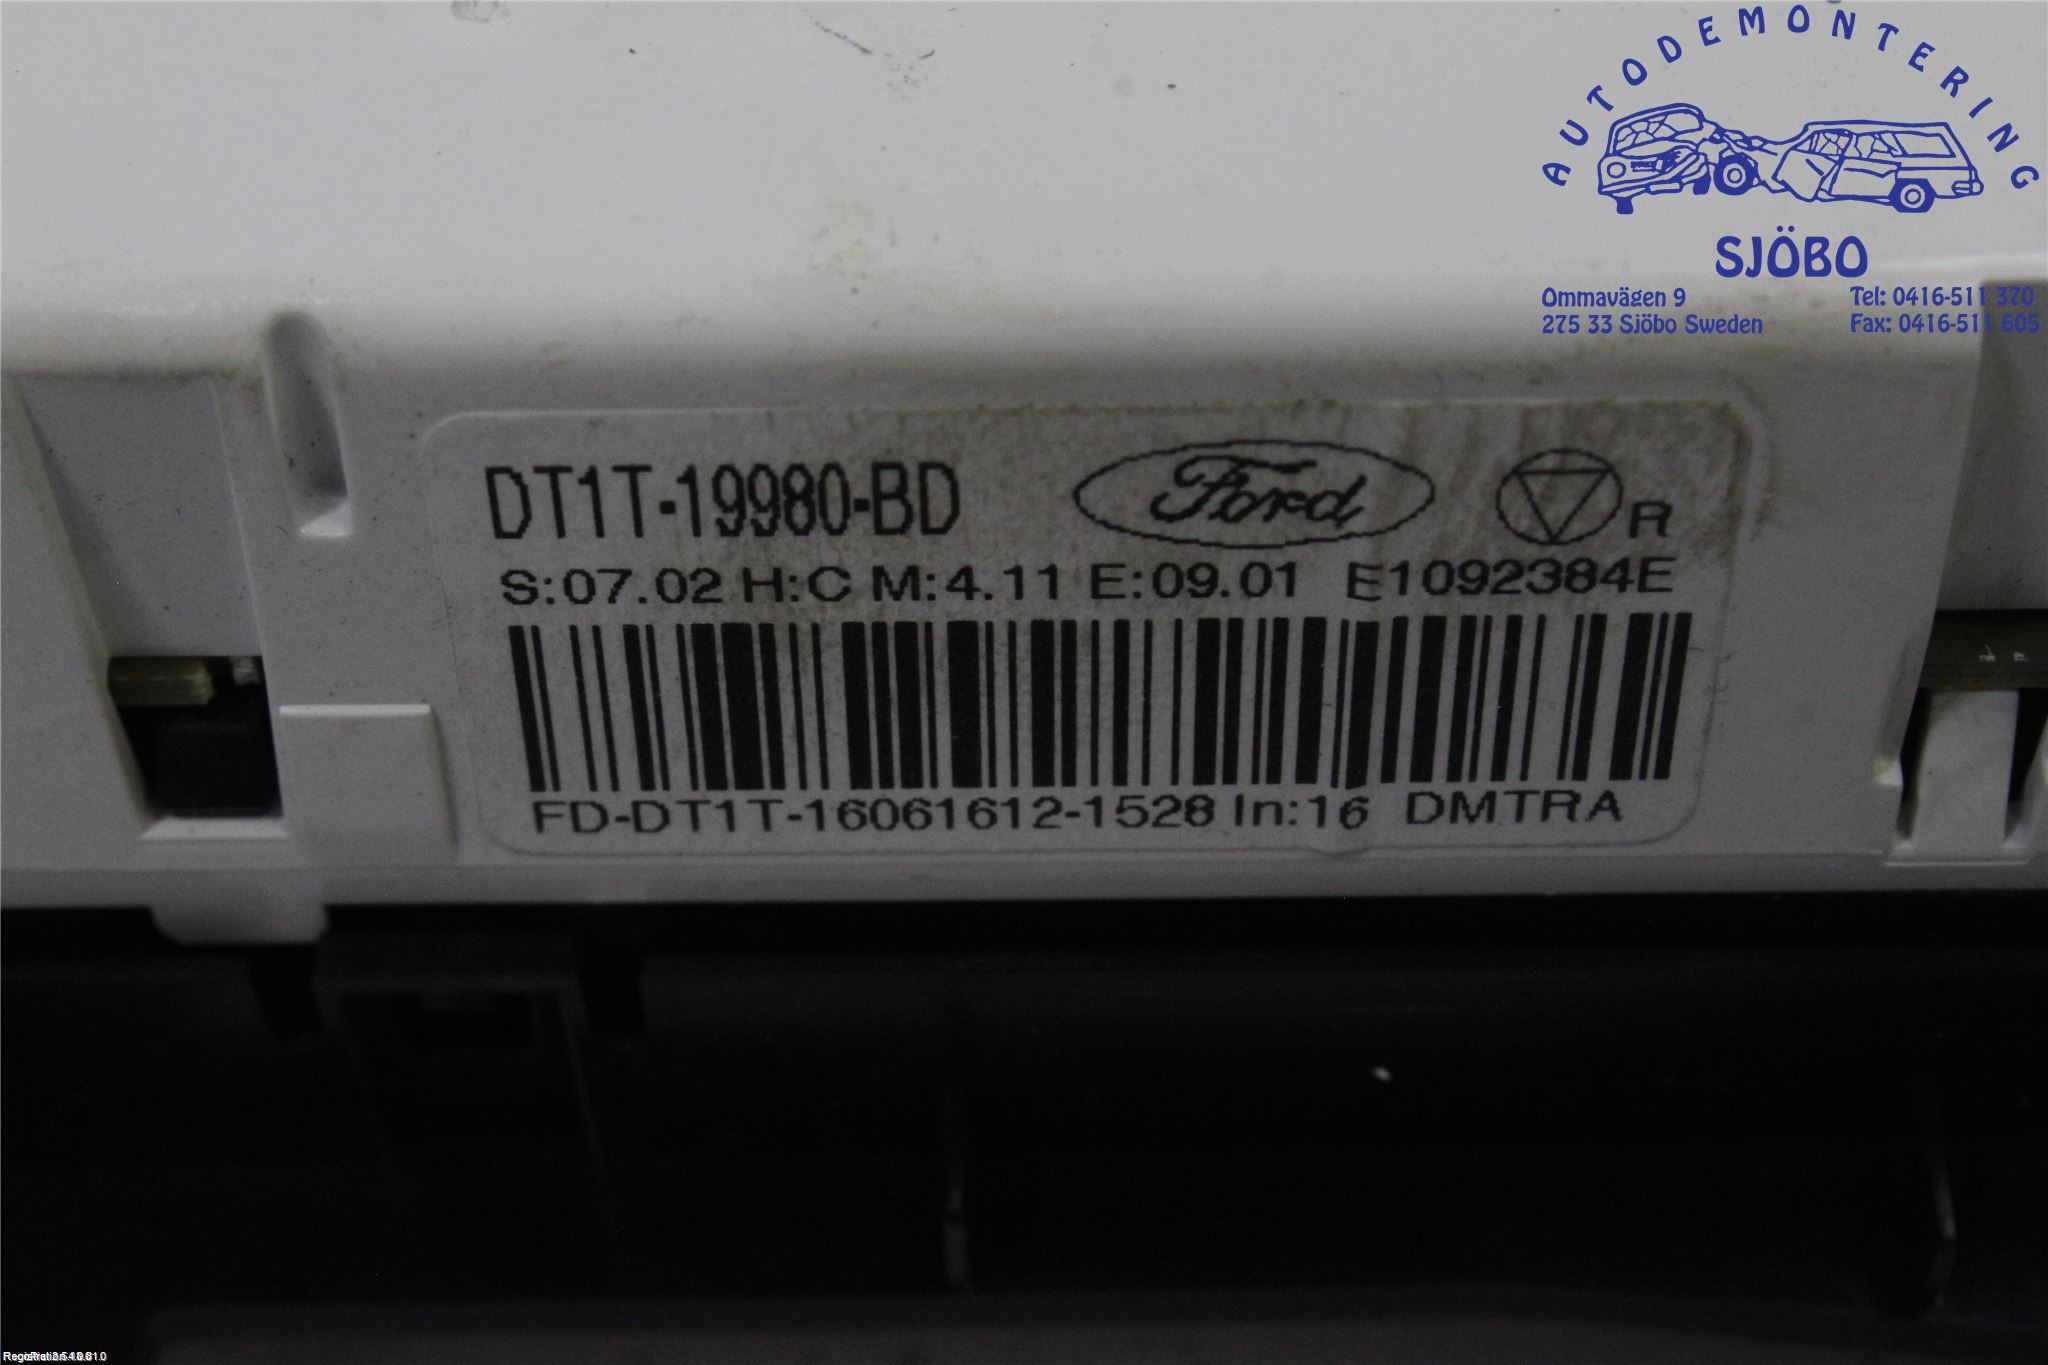 AUTODEMONTERING
SJÖBO
Ommavägen 9
275 33 Sjöbo Sweden
Tel: 0416-511 370
Fax: 0416-511 605
DT1T-19980-BD
Ford
R
S:07.02 H:C M:4.11 E:09.01 E1092384E
FD-DT1T-16061612-1528 In:16 DMTRA